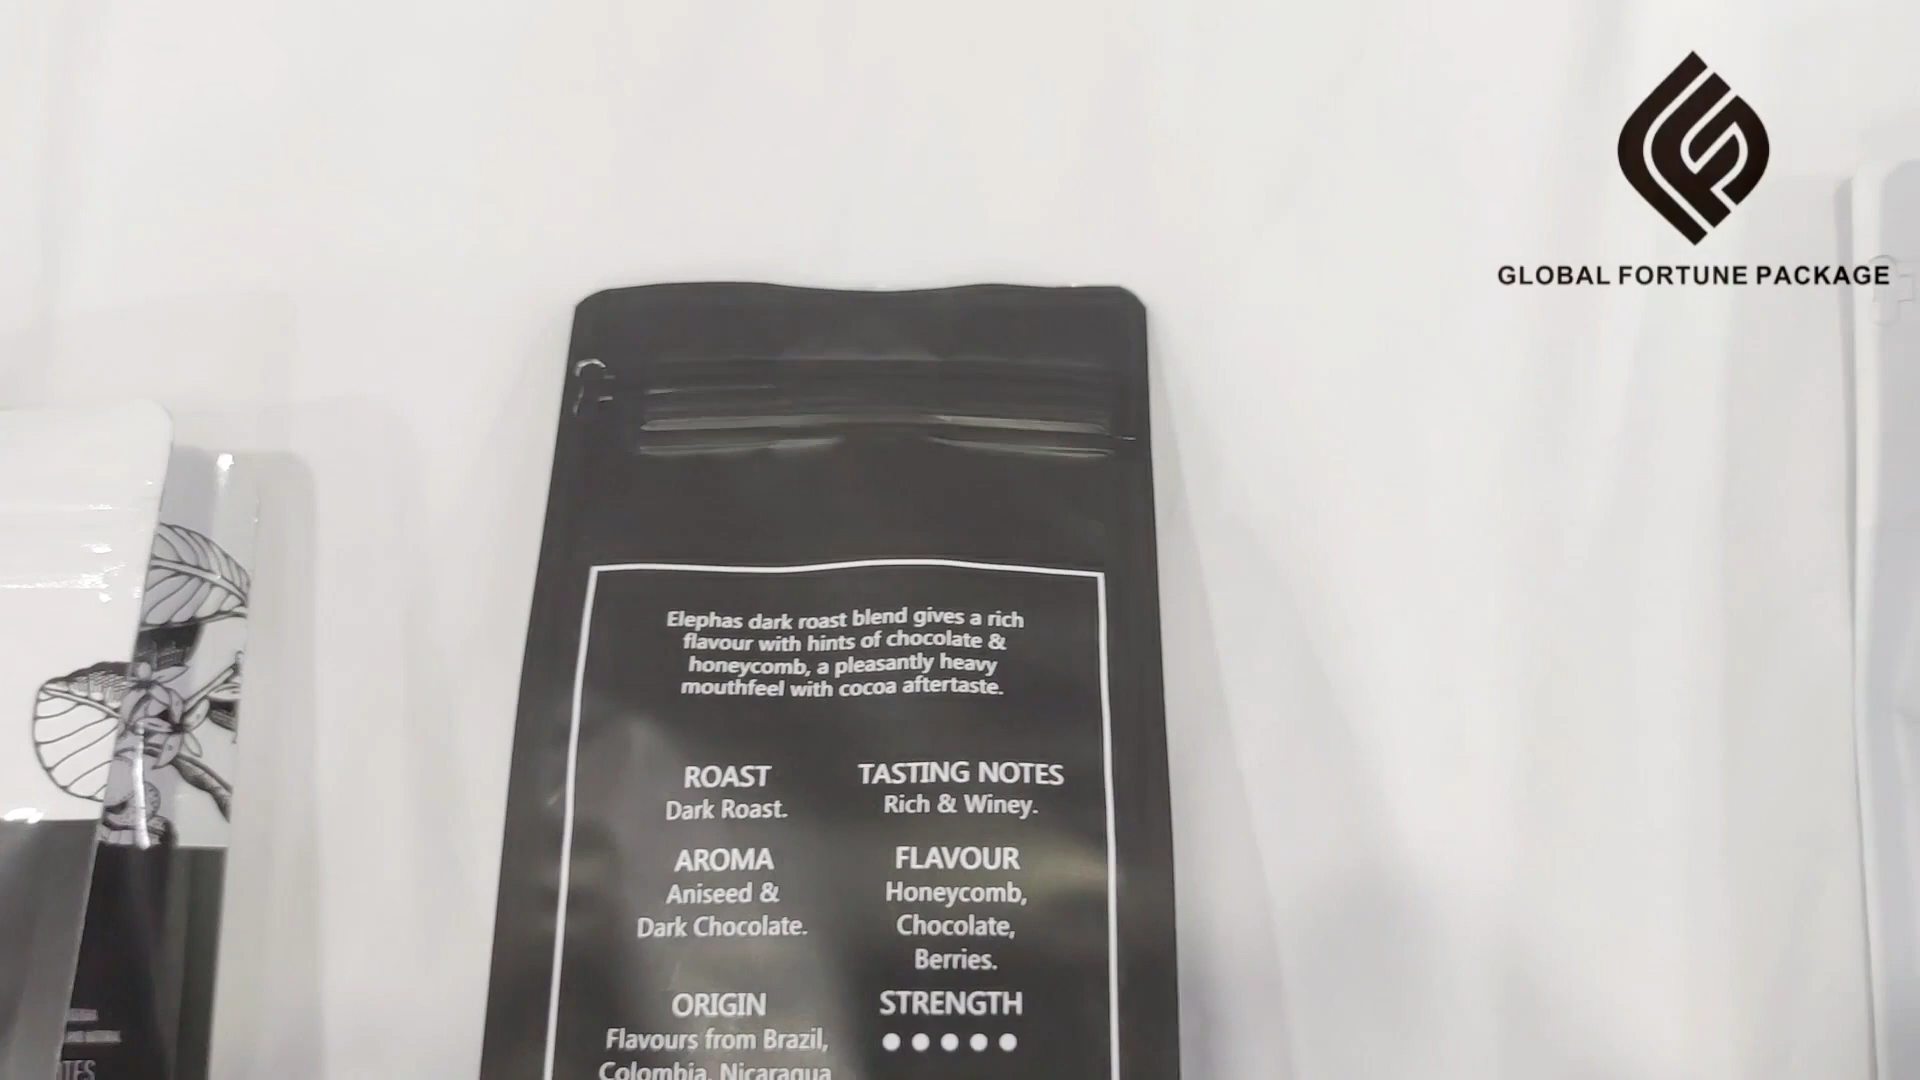 GLOBAL FORTUNE PACKAGE
Elephas dark roast blend gives a rich
flavour with hints of chocolate &
honeycomb, a pleasantly heavy
mouthfeel with cocoa aftertaste.
ROAST
Dark Roast.
TASTING NOTES
Rich & Winey.
AROMA
Aniseed &
Dark Chocolate.
FLAVOUR
Honeycomb,
Chocolate,
Berries.
ORIGIN
Flavours from Brazil,
Colombia, Nicaragua
STRENGTH